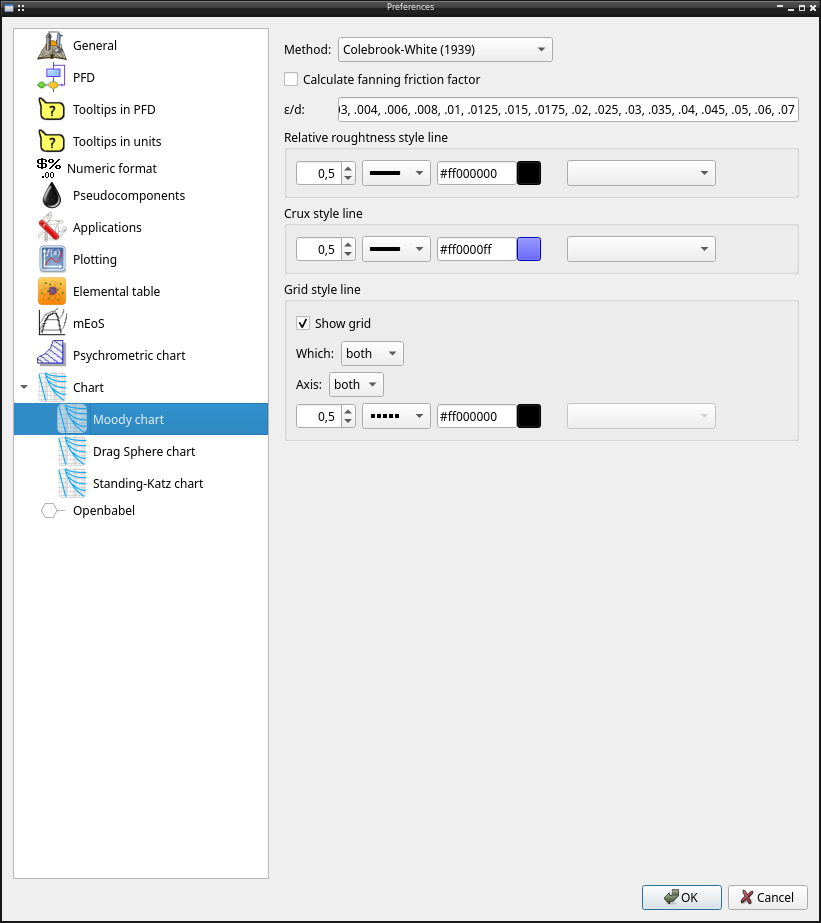 Preferences
General
PFD
Tooltips in PFD
Tooltips in units
$%
.00
Numeric format
Pseudocomponents
Applications
Plotting
Elemental table
mEoS
Psychrometric chart
Chart
Moody chart
Drag Sphere chart
Standing-Katz chart
Openbabel
Method: Colebrook-White (1939)
Calculate fanning friction factor
ε/d: .004, .006, .008, .01, .0125, .015, .0175, .02, .025, .03, .035, .04, .045, .05, .06, .07
Relative roughness style line
0,5 #ff000000
Crux style line
0,5 #ff0000ff
Grid style line
Show grid
Which: both
Axis: both
0,5 #ff000000
OK Cancel